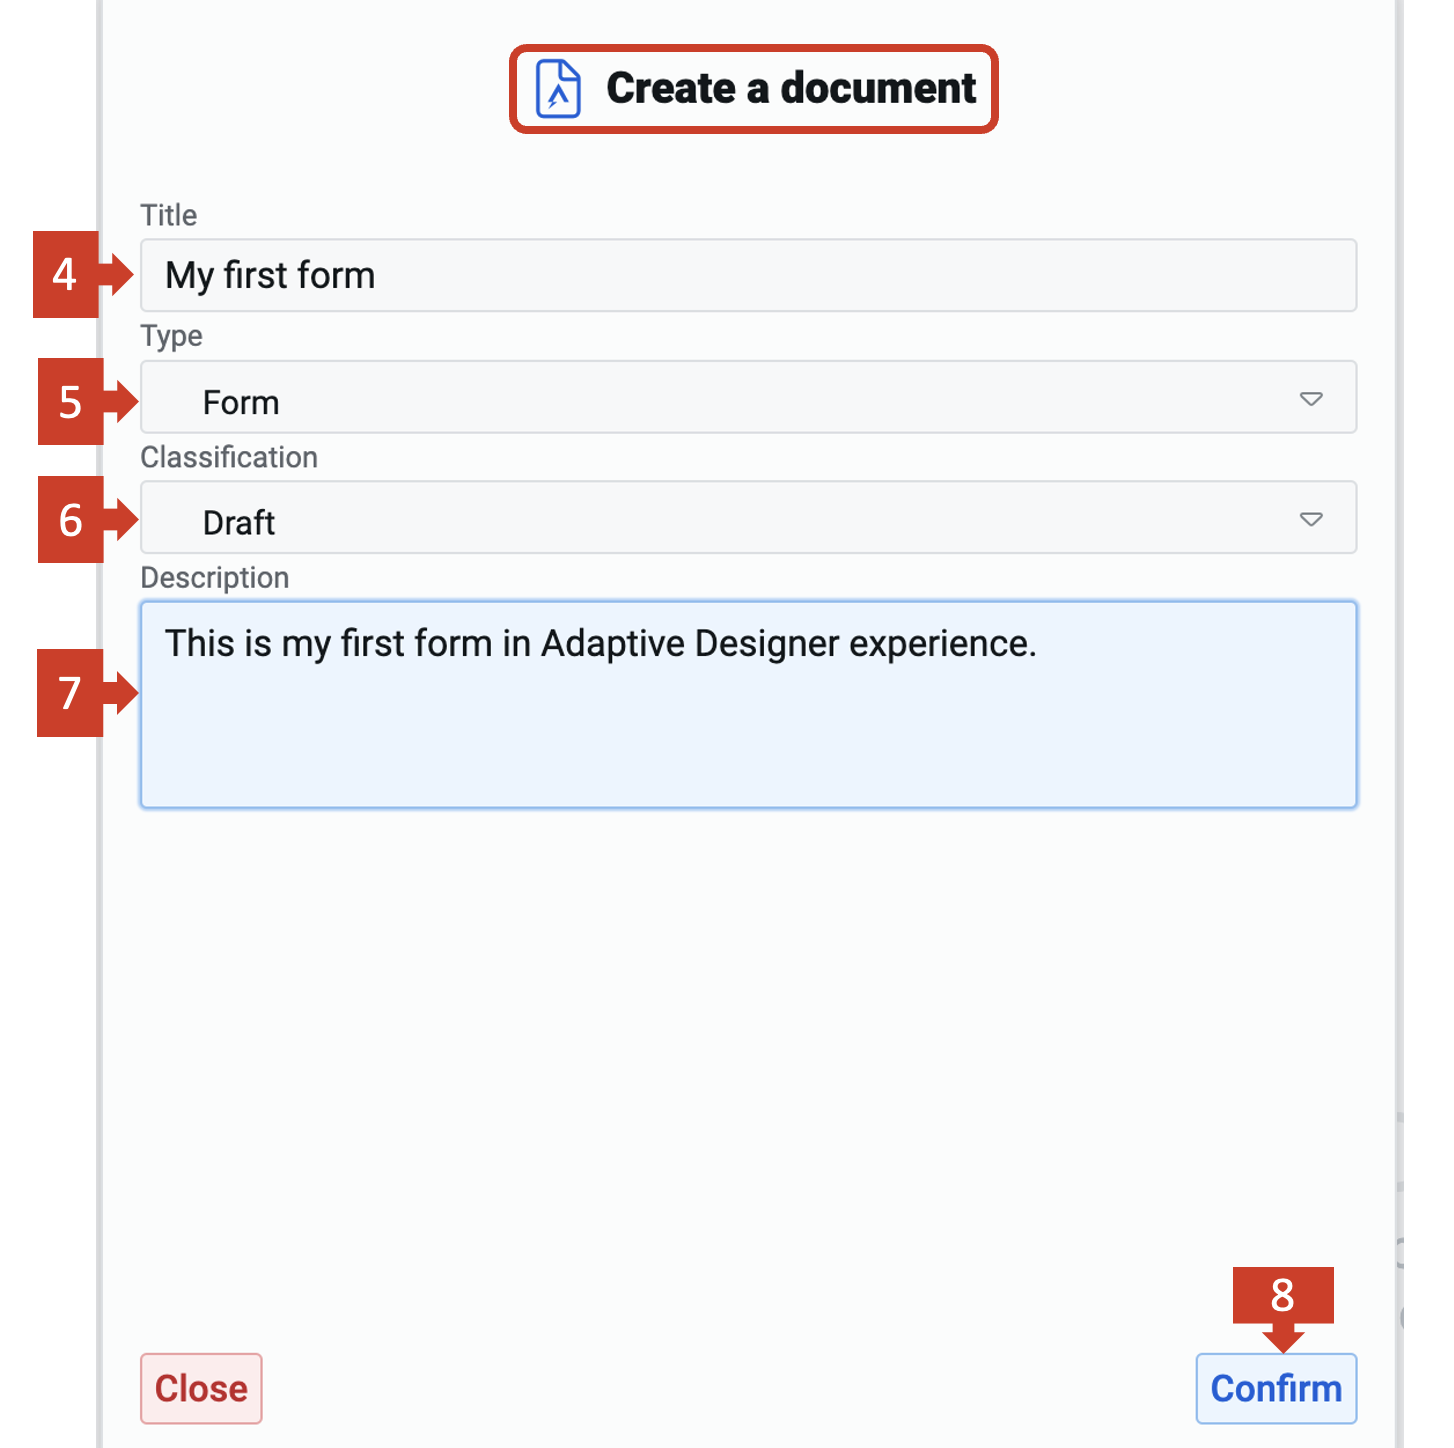 Create a document
Title
4
My first form
Type
5
Form
Classification
6
Draft
Description
This is my first form in Adaptive Designer experience.
7
8
Close
Confirm